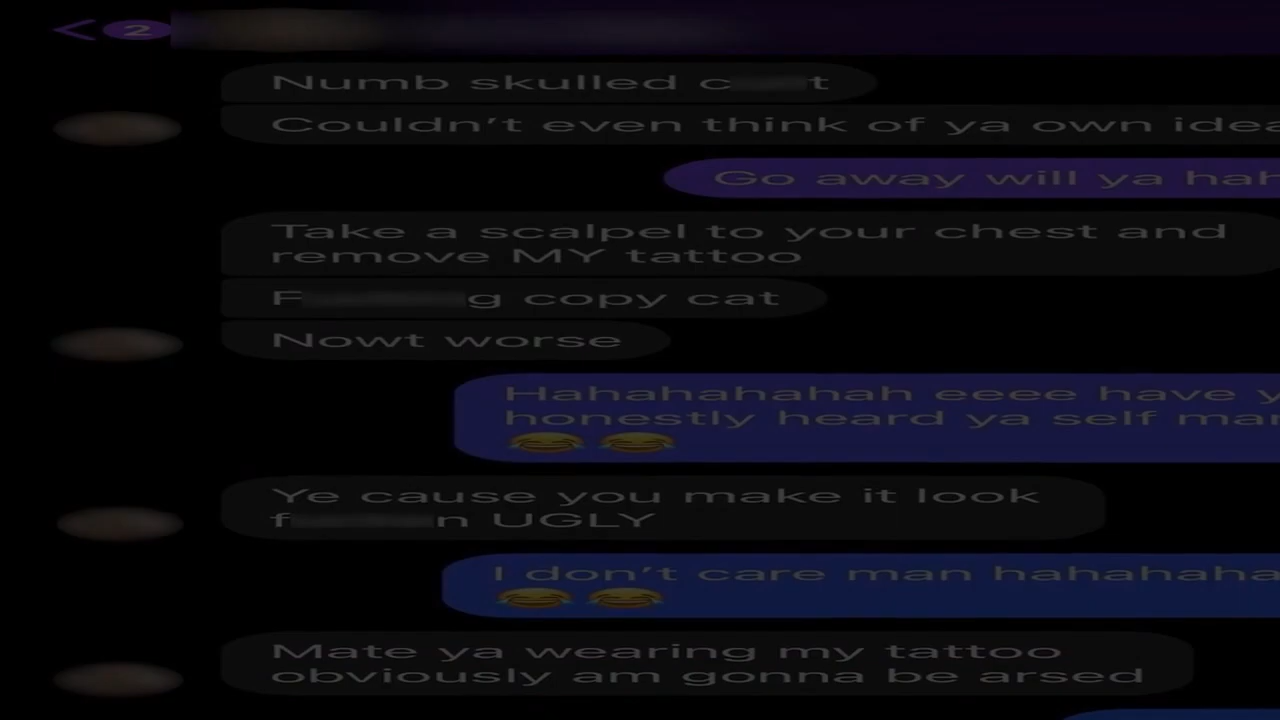 2
Numb skulled c t
Couldn't even think of ya own idea
Go away will ya hah
Take a scalpel to your chest and
remove MY tattoo
F g copy cat
Nowt worse
Hahahahahah eeee have y
honestly heard ya self mar
😂 😂
Ye cause you make it look
f n UGLY
I don't care man hahahaha
😂 😂
Mate ya wearing my tattoo
obviously am gonna be arsed